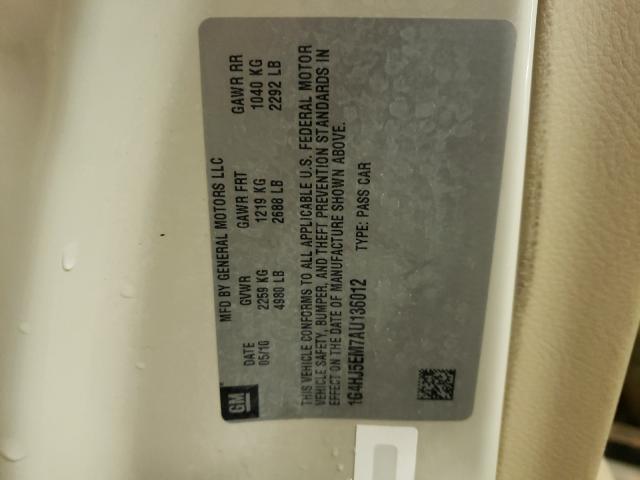 GM
MFD BY GENERAL MOTORS LLC
DATE GVWR GAWR FRT GAWR RR
05/10 2259 KG 1219 KG 1040 KG
4980 LB 2688 LB 2292 LB
THIS VEHICLE CONFORMS TO ALL APPLICABLE U.S. FEDERAL MOTOR
VEHICLE SAFETY, BUMPER, AND THEFT PREVENTION STANDARDS IN
EFFECT ON THE DATE OF MANUFACTURE SHOWN ABOVE.
1G4HJ5EM7AU136012 TYPE: PASS CAR